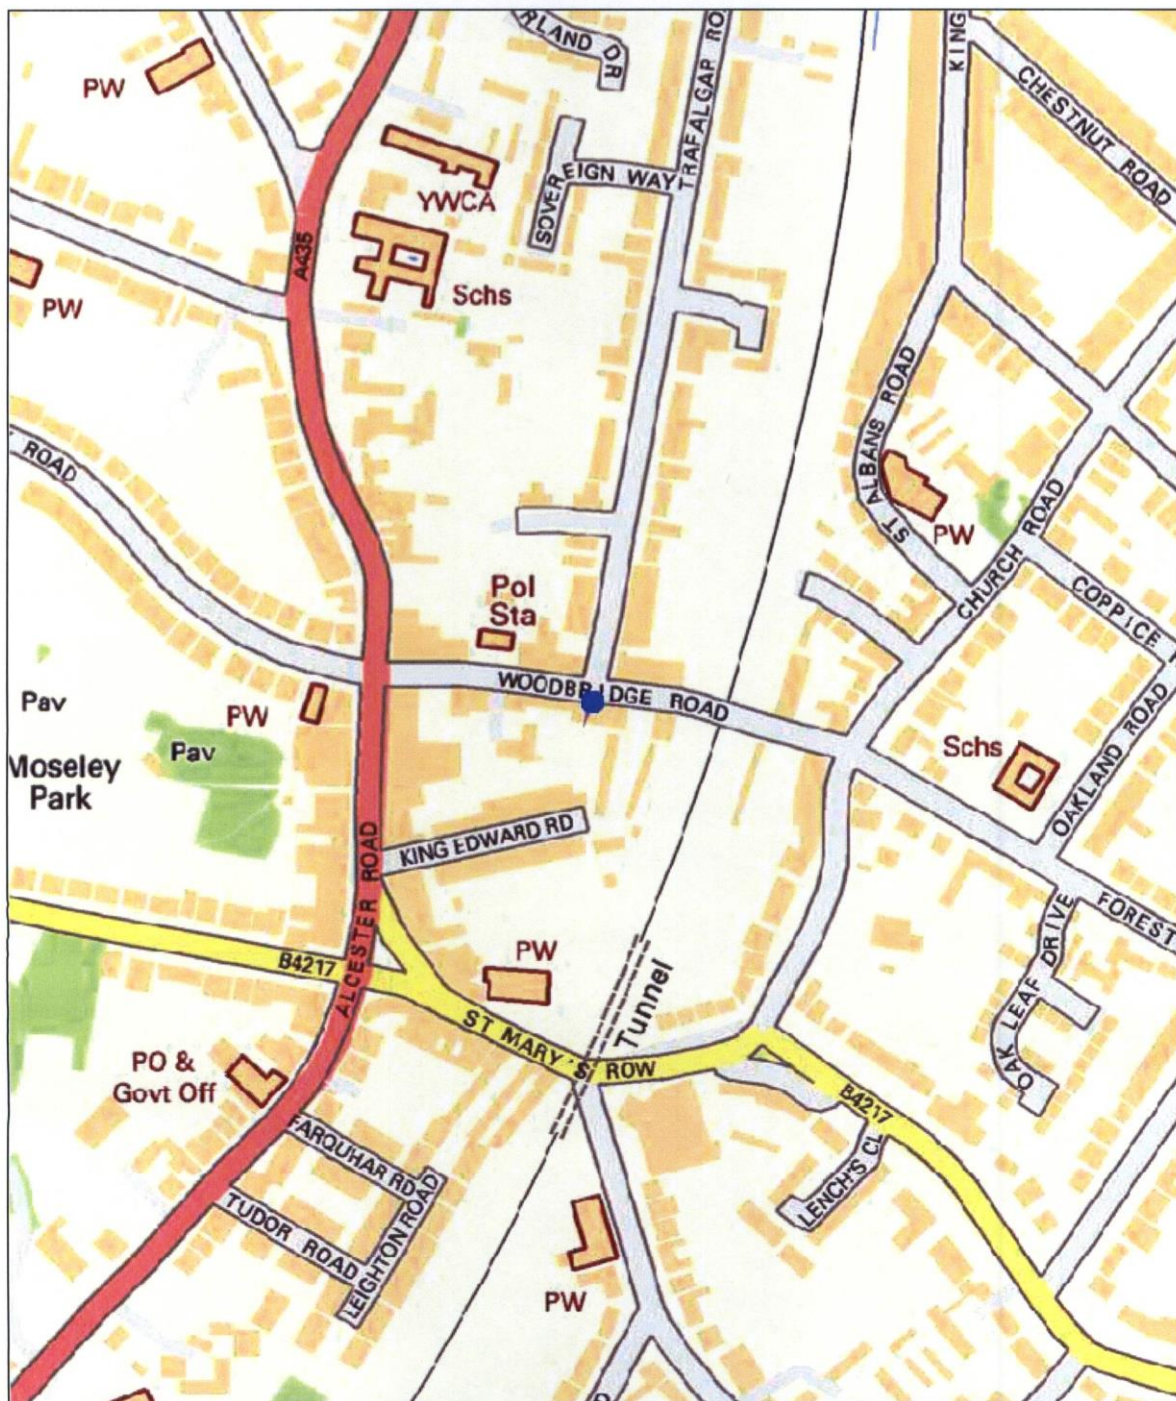 RLAND DR
TRAFALGAR RO
KING
CHESTNUT ROAD
PW
YWCA
SOVEREIGN WAY
A435
Schs
PW
ST ALBANS ROAD
ROAD
PW
CHURCH ROAD
COPPICE
Pol
Sta
WOODBRIDGE ROAD
Pav
PW
Pav
Moseley
Park
Schs
OAKLAND ROAD
KING EDWARD RD
ALCESTER ROAD
FOREST
B4217
PW
OAK LEAF DRIVE
Tunnel
ST MARY'S ROW
PO &
Govt Off
B4217
FARQUHAR RD
LENCH'S CL
TUDOR ROAD
LEIGHTON ROAD
PW